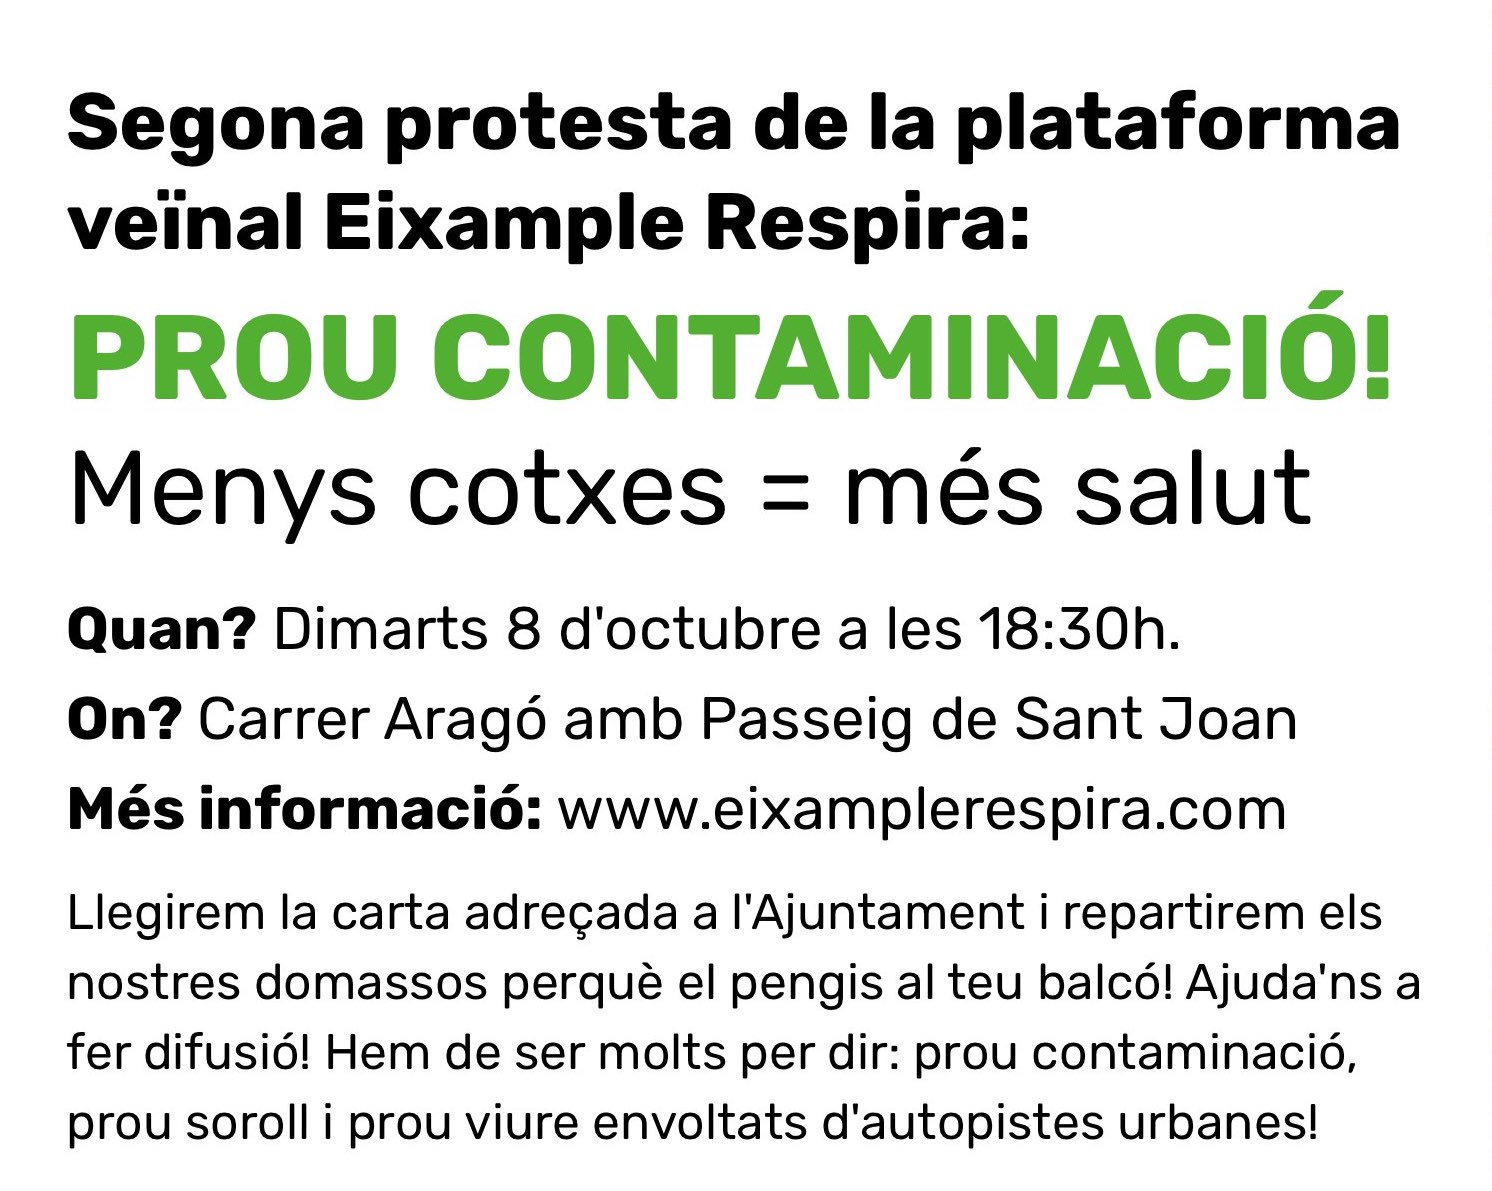 Segona protesta de la plataforma
veïnal Eixample Respira:
PROU CONTAMINACIÓ!
Menys cotxes = més salut
Quan? Dimarts 8 d'octubre a les 18:30h.
On? Carrer Aragó amb Passeig de Sant Joan
Més informació: www.eixamplerespira.com
Llegirem la carta adreçada a l'Ajuntament i repartirem els
nostres domassos perquè el pengis al teu balcó! Ajuda'ns a
fer difusió! Hem de ser molts per dir: prou contaminació,
prou soroll i prou viure envoltats d'autopistes urbanes!